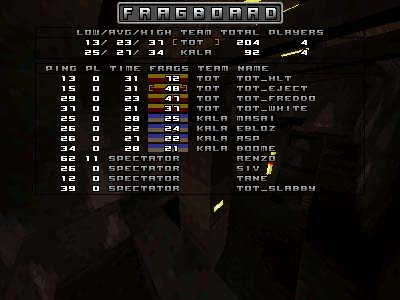 FRAGBOARD
LOW/AVG/HIGH TEAM TOTAL PLAYERS
13/ 23/ 31 [TOT ] 204 4
25/ 21/ 34 KALA 92 4
PING PL TIME FRAGS TEAM NAME
13 0 31 72 TOT TOT_HLT
15 0 31 [ 48] TOT TOT_EJECT
29 0 23 47 TOT TOT_FREDDO
31 0 21 37 TOT TOT_WHITE
25 0 28 25 KALA MASAI
26 0 22 24 KALA EBLOZ
26 0 27 22 KALA ASP
34 0 28 21 KALA BOOME
62 11 SPECTATOR RENZO
26 0 SPECTATOR SIV
12 0 SPECTATOR TANE
39 0 SPECTATOR TOT_SLABBY